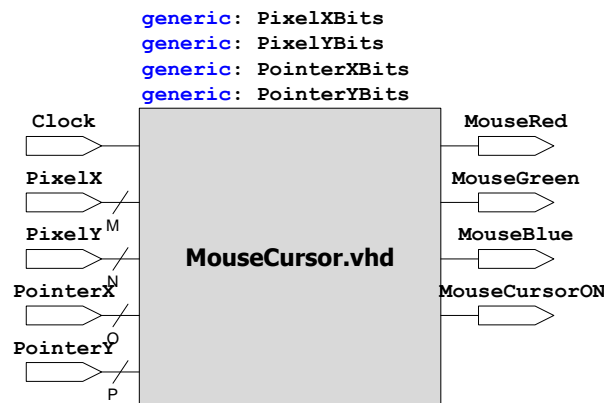 generic: PixelXBits
generic: PixelYBits
generic: PointerXBits
generic: PointerYBits
Clock
MouseRed
PixelX
MouseGreen
M
PixelY
MouseBlue
N
MouseCursor.vhd
PointerX
MouseCursorON
O
PointerY
P